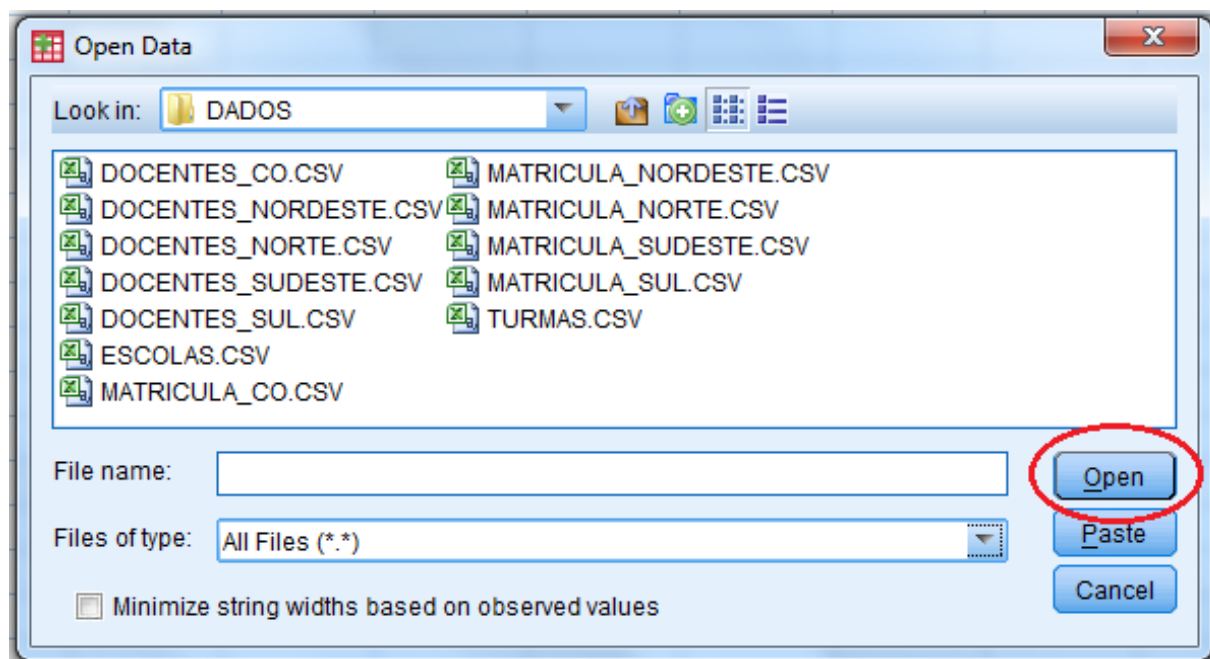 Open Data
Look in: DADOS
DOCENTES_CO.CSV
DOCENTES_NORDESTE.CSV
DOCENTES_NORTE.CSV
DOCENTES_SUDESTE.CSV
DOCENTES_SUL.CSV
ESCOLAS.CSV
MATRICULA_CO.CSV
MATRICULA_NORDESTE.CSV
MATRICULA_NORTE.CSV
MATRICULA_SUDESTE.CSV
MATRICULA_SUL.CSV
TURMAS.CSV
File name:
Open
Files of type: All Files (*.*)
Paste
Minimize string widths based on observed values
Cancel